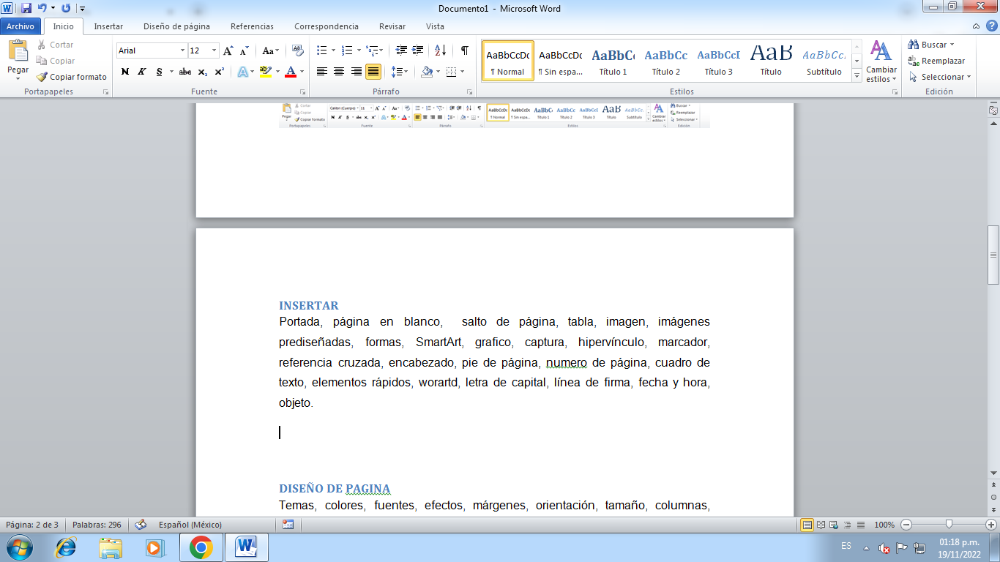 Documento1 - Microsoft Word
Archivo Inicio Insertar Diseño de página Referencias Correspondencia Revisar Vista
Pegar
Cortar
Copiar
Copiar formato
Portapapeles
Arial 12
N K S abc x₂ x²
Fuente
Párrafo
AaBbCcDc AaBbCcDc AaBbC AaBbCc AaBbCcI AaB AaBbCc.
¶ Normal ¶ Sin espa... Título 1 Título 2 Título 3 Título Subtítulo
Estilos
Cambiar estilos
Buscar
Reemplazar
Seleccionar
Edición
Pegar Cortar
Copiar
Copiar formato
Portapapeles
Calibri (Cuerpo) 11
N K S abc x₂ x²
Fuente
Párrafo
AaBbCcDc AaBbCcDc AaBbC AaBbCc AaBbCcI AaB AaBbCc.
¶ Normal ¶ Sin espa... Título 1 Título 2 Título 3 Título Subtítulo
Estilos
Cambiar estilos
Buscar
Reemplazar
Seleccionar
Edición
INSERTAR
Portada, página en blanco, salto de página, tabla, imagen, imágenes
prediseñadas, formas, SmartArt, grafico, captura, hipervínculo, marcador,
referencia cruzada, encabezado, pie de página, numero de página, cuadro de
texto, elementos rápidos, worartd, letra de capital, línea de firma, fecha y hora,
objeto.
DISEÑO DE PAGINA
Temas, colores, fuentes, efectos, márgenes, orientación, tamaño, columnas,
Página: 2 de 3 Palabras: 296 Español (México) 100%
ES 01:18 p.m.
19/11/2022